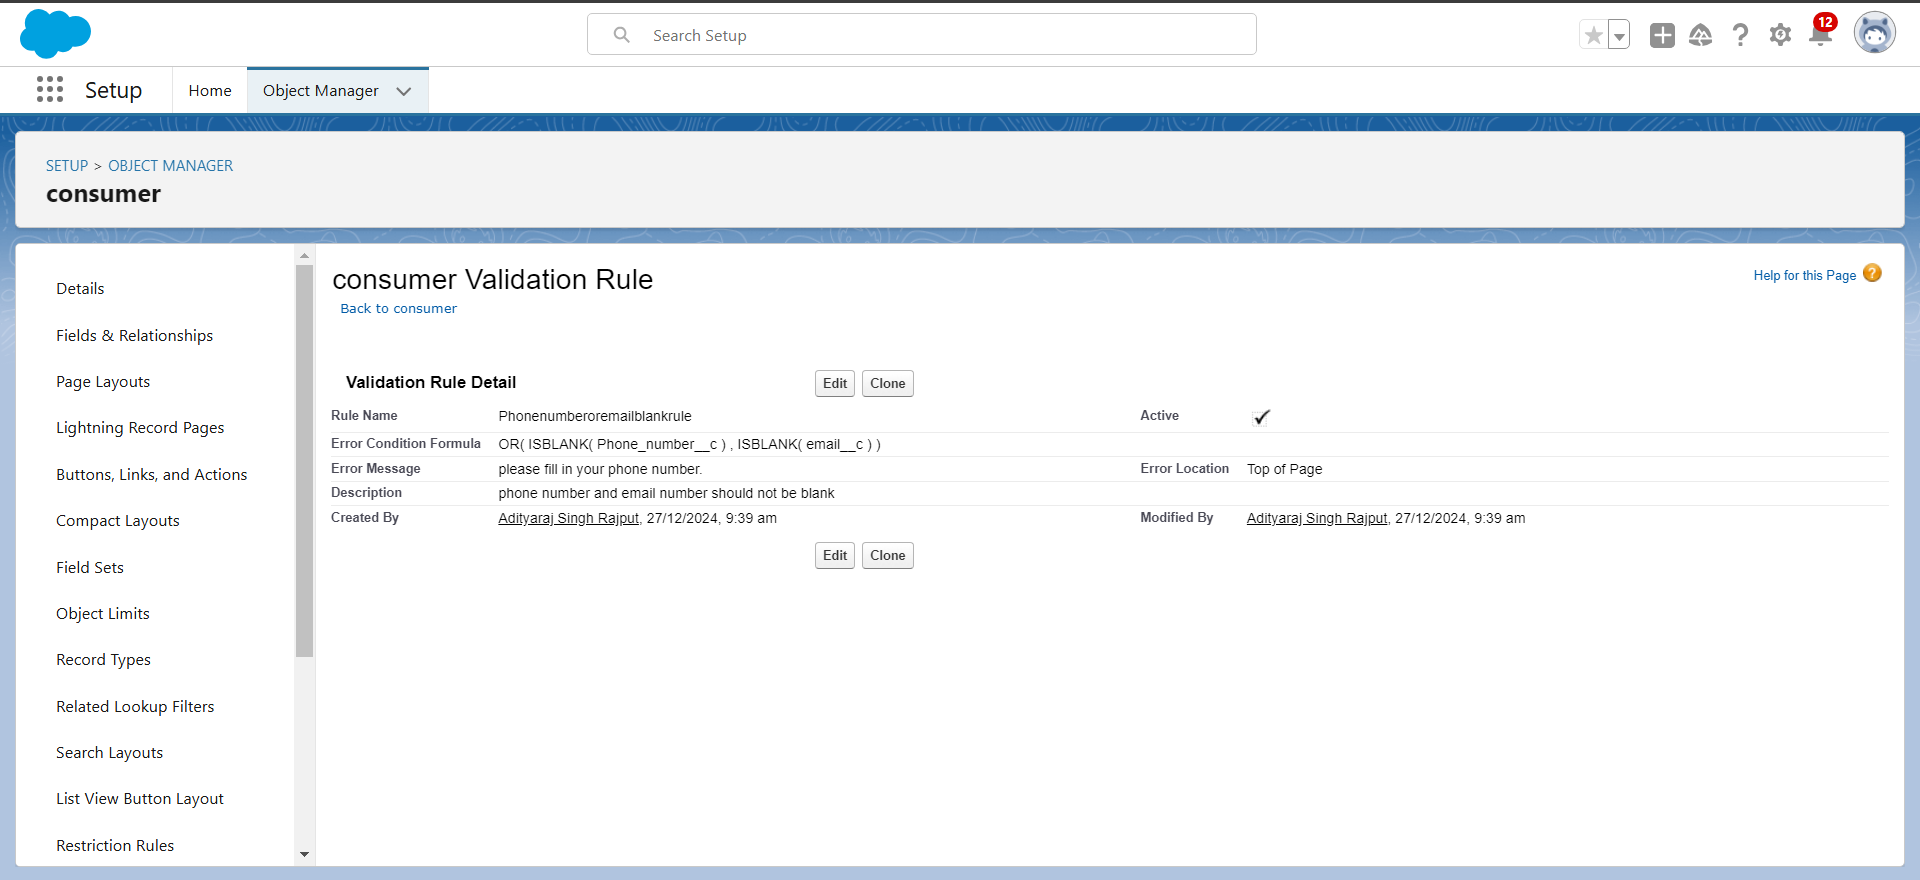 Search Setup
12
Setup
Home
Object Manager
SETUP > OBJECT MANAGER
consumer
Details
Fields & Relationships
Page Layouts
Lightning Record Pages
Buttons, Links, and Actions
Compact Layouts
Field Sets
Object Limits
Record Types
Related Lookup Filters
Search Layouts
List View Button Layout
Restriction Rules
consumer Validation Rule
Help for this Page ?
Back to consumer
Validation Rule Detail
Edit Clone
Rule Name Phonenumberoremailblankrule Active
Error Condition Formula OR( ISBLANK( Phone_number__c ) , ISBLANK( email__c ) )
Error Message please fill in your phone number. Error Location Top of Page
Description phone number and email number should not be blank
Created By Adityaraj Singh Rajput, 27/12/2024, 9:39 am Modified By Adityaraj Singh Rajput, 27/12/2024, 9:39 am
Edit Clone